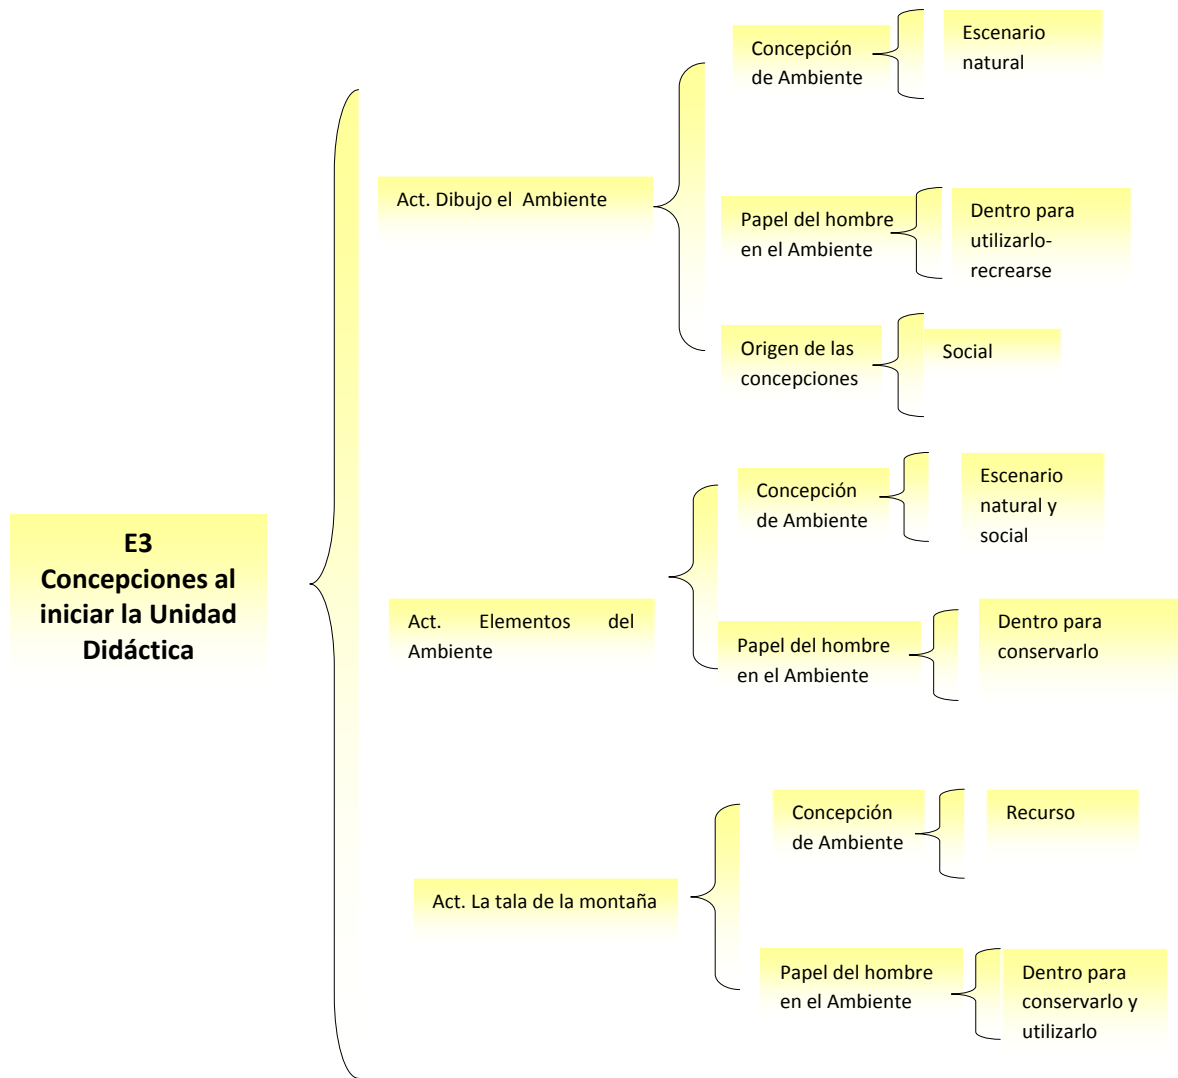 E3
Concepciones al
iniciar la Unidad
Didáctica
Act. Dibujo el Ambiente
Concepción
de Ambiente
Escenario
natural
Papel del hombre
en el Ambiente
Dentro para
utilizarlo-
recrearse
Origen de las
concepciones
Social
Act. Elementos del
Ambiente
Concepción
de Ambiente
Escenario
natural y
social
Papel del hombre
en el Ambiente
Dentro para
conservarlo
Act. La tala de la montaña
Concepción
de Ambiente
Recurso
Papel del hombre
en el Ambiente
Dentro para
conservarlo y
utilizarlo